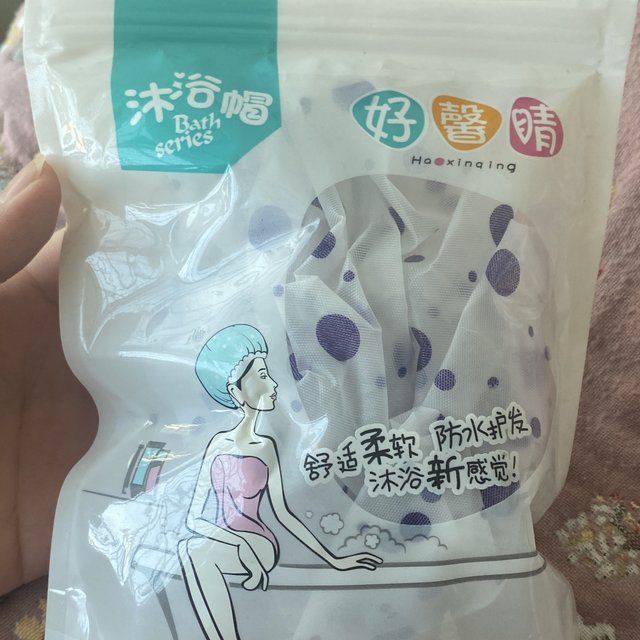 沐浴帽
Bath
series
好馨晴
Haoxinqing
舒适柔软 防水护发
沐浴新感觉!